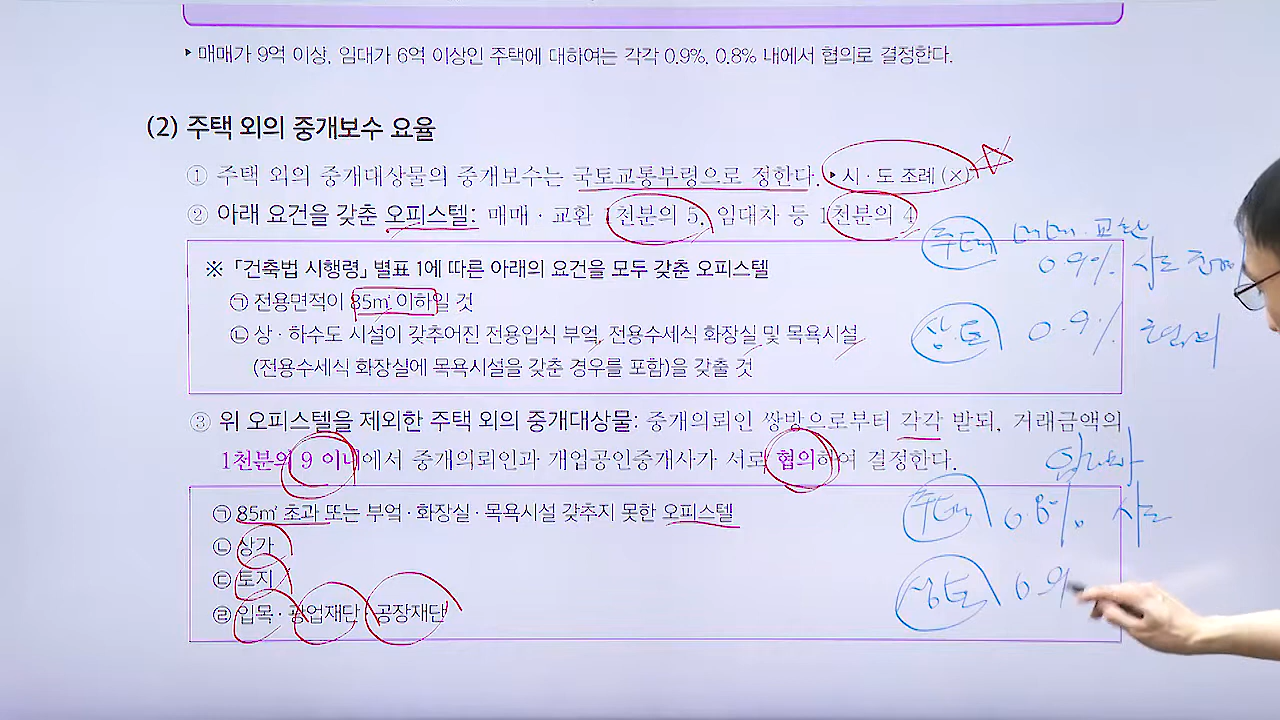 ▸ 매매가 9억 이상, 임대가 6억 이상인 주택에 대하여는 각각 0.9%, 0.8% 내에서 협의로 결정한다.
(2) 주택 외의 중개보수 요율
① 주택 외의 중개대상물의 중개보수는 국토교통부령으로 정한다. ▸시 · 도 조례 (×)
② 아래 요건을 갖춘 오피스텔: 매매 · 교환 1천분의 5, 임대차 등 1천분의 4
※ 「건축법 시행령」 별표 1에 따른 아래의 요건을 모두 갖춘 오피스텔
㉠ 전용면적이 85㎡ 이하일 것
㉡ 상 · 하수도 시설이 갖추어진 전용입식 부엌, 전용수세식 화장실 및 목욕시설
(전용수세식 화장실에 목욕시설을 갖춘 경우를 포함)을 갖출 것
③ 위 오피스텔을 제외한 주택 외의 중개대상물: 중개의뢰인 쌍방으로부터 각각 받되, 거래금액의
1천분의 9 이내에서 중개의뢰인과 개업공인중개사가 서로 협의하여 결정한다.
㉠ 85㎡ 초과 또는 부엌 · 화장실 · 목욕시설 갖추지 못한 오피스텔
㉡ 상가
㉢ 토지
㉣ 입목 · 광업재단 · 공장재단
주택 매매·교환
0.9% 시도
상토 0.9% 협의
임대차
주택 0.8% 시도
상토 0.9